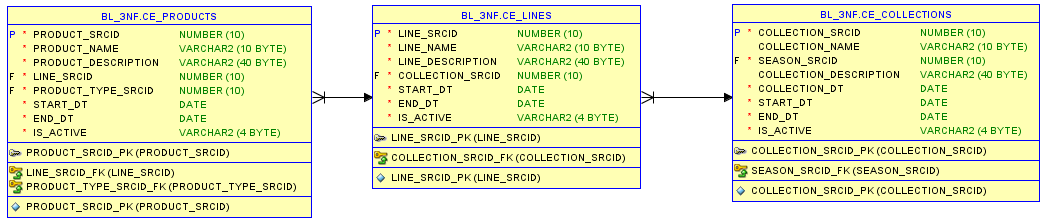 BL_3NF.CE_PRODUCTS
P * PRODUCT_SRCID NUMBER (10)
* PRODUCT_NAME VARCHAR2 (10 BYTE)
* PRODUCT_DESCRIPTION VARCHAR2 (40 BYTE)
F * LINE_SRCID NUMBER (10)
F * PRODUCT_TYPE_SRCID NUMBER (10)
* START_DT DATE
* END_DT DATE
* IS_ACTIVE VARCHAR2 (4 BYTE)
PRODUCT_SRCID_PK (PRODUCT_SRCID)
LINE_SRCID_FK (LINE_SRCID)
PRODUCT_TYPE_SRCID_FK (PRODUCT_TYPE_SRCID)
PRODUCT_SRCID_PK (PRODUCT_SRCID)
BL_3NF.CE_LINES
P * LINE_SRCID NUMBER (10)
* LINE_NAME VARCHAR2 (10 BYTE)
* LINE_DESCRIPTION VARCHAR2 (40 BYTE)
F * COLLECTION_SRCID NUMBER (10)
* START_DT DATE
* END_DT DATE
* IS_ACTIVE VARCHAR2 (4 BYTE)
LINE_SRCID_PK (LINE_SRCID)
COLLECTION_SRCID_FK (COLLECTION_SRCID)
LINE_SRCID_PK (LINE_SRCID)
BL_3NF.CE_COLLECTIONS
P * COLLECTION_SRCID NUMBER (10)
COLLECTION_NAME VARCHAR2 (10 BYTE)
F * SEASON_SRCID NUMBER (10)
COLLECTION_DESCRIPTION VARCHAR2 (40 BYTE)
* COLLECTION_DT DATE
* START_DT DATE
* END_DT DATE
* IS_ACTIVE VARCHAR2 (4 BYTE)
COLLECTION_SRCID_PK (COLLECTION_SRCID)
SEASON_SRCID_FK (SEASON_SRCID)
COLLECTION_SRCID_PK (COLLECTION_SRCID)